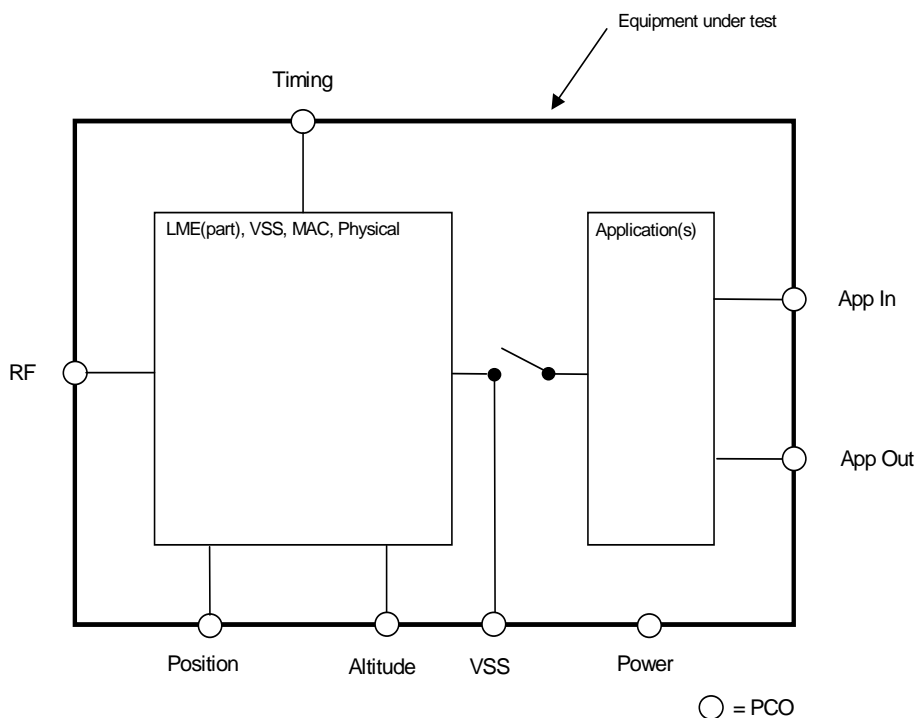 Equipment under test
Timing
LME(part), VSS, MAC, Physical
Application(s)
App In
RF
App Out
Position
Altitude
VSS
Power
= PCO